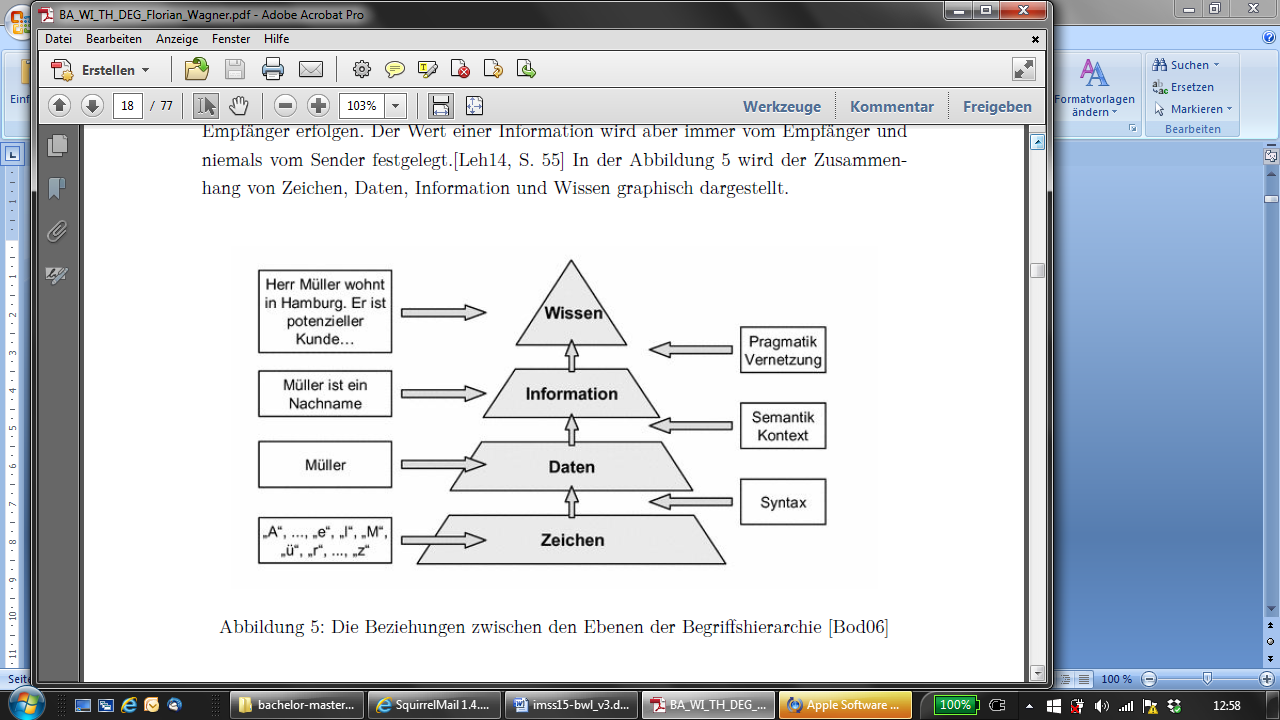 BA_WI_TH_DEG_Florian_Wagner.pdf - Adobe Acrobat Pro
Datei Bearbeiten Anzeige Fenster Hilfe
Erstellen
18 / 77
103%
Werkzeuge Kommentar Freigeben
Formatvorlagen
ändern
Suchen
Ersetzen
Markieren
Bearbeiten
Empfänger erfolgen. Der Wert einer Information wird aber immer vom Empfänger und
niemals vom Sender festgelegt.[Leh14, S. 55] In der Abbildung 5 wird der Zusammen-
hang von Zeichen, Daten, Information und Wissen graphisch dargestellt.
Herr Müller wohnt
in Hamburg. Er ist
potenzieller
Kunde…
Wissen
Pragmatik
Vernetzung
Müller ist ein
Nachname
Information
Semantik
Kontext
Müller
Daten
Syntax
„A“, ..., „e“, „l“, „M“,
„ü“, „r“, ..., „z“
Zeichen
Abbildung 5: Die Beziehungen zwischen den Ebenen der Begriffshierarchie [Bod06]
100 %
bachelor-master...
SquirrelMail 1.4....
imss15-bwl_v3.d...
BA_WI_TH_DEG_...
Apple Software ...
100%
12:58